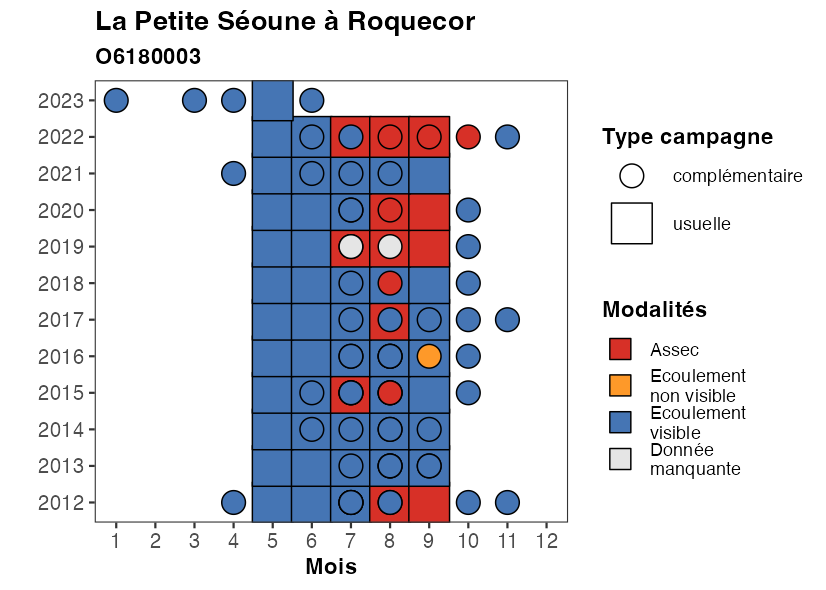 La Petite Séoune à Roquecor
O6180003
2023
2022
2021
2020
2019
2018
2017
2016
2015
2014
2013
2012
1 2 3 4 5 6 7 8 9 10 11 12
Mois
Type campagne
complémentaire
usuelle
Modalités
Assec
Ecoulement
non visible
Ecoulement
visible
Donnée
manquante